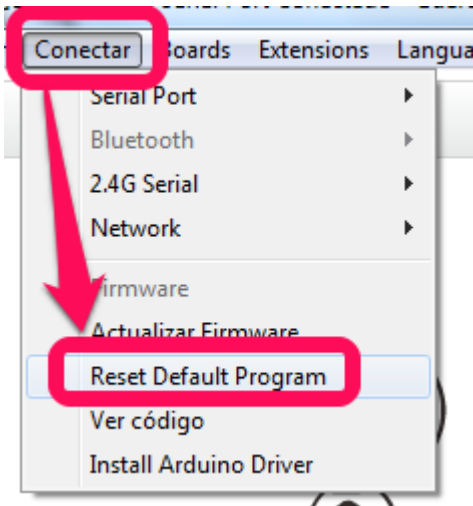 Conectar Boards Extensions Langua
Serial Port
Bluetooth
2.4G Serial
Network
Firmware
Actualizar Firmware
Reset Default Program
Ver código
Install Arduino Driver